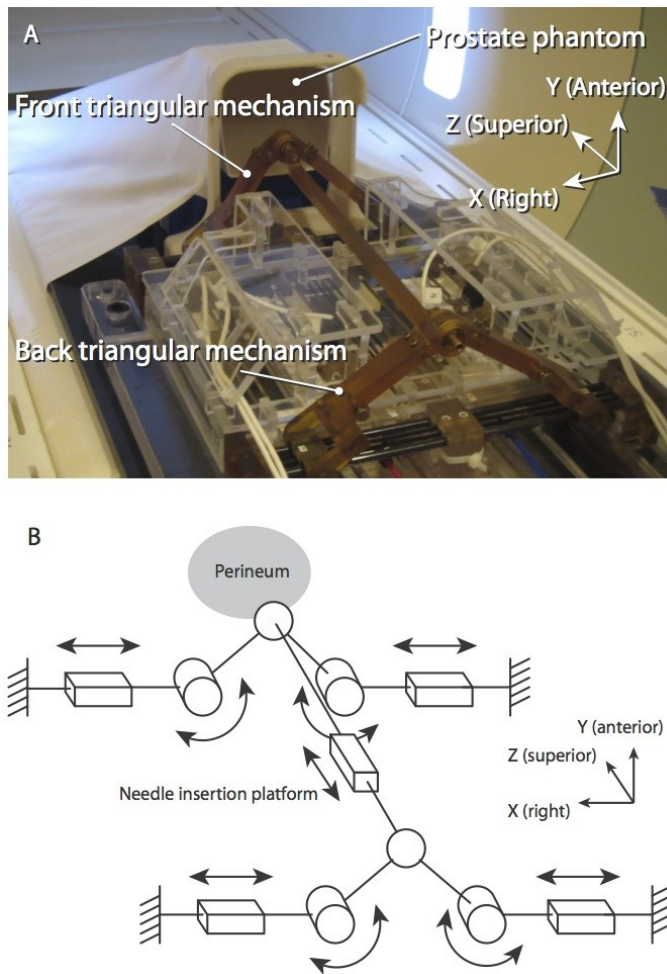 A
Prostate phantom
Front triangular mechanism
Y (Anterior)
Z (Superior)
X (Right)
Back triangular mechanism
B
Perineum
Y (anterior)
Z (superior)
Needle insertion platform
X (right)